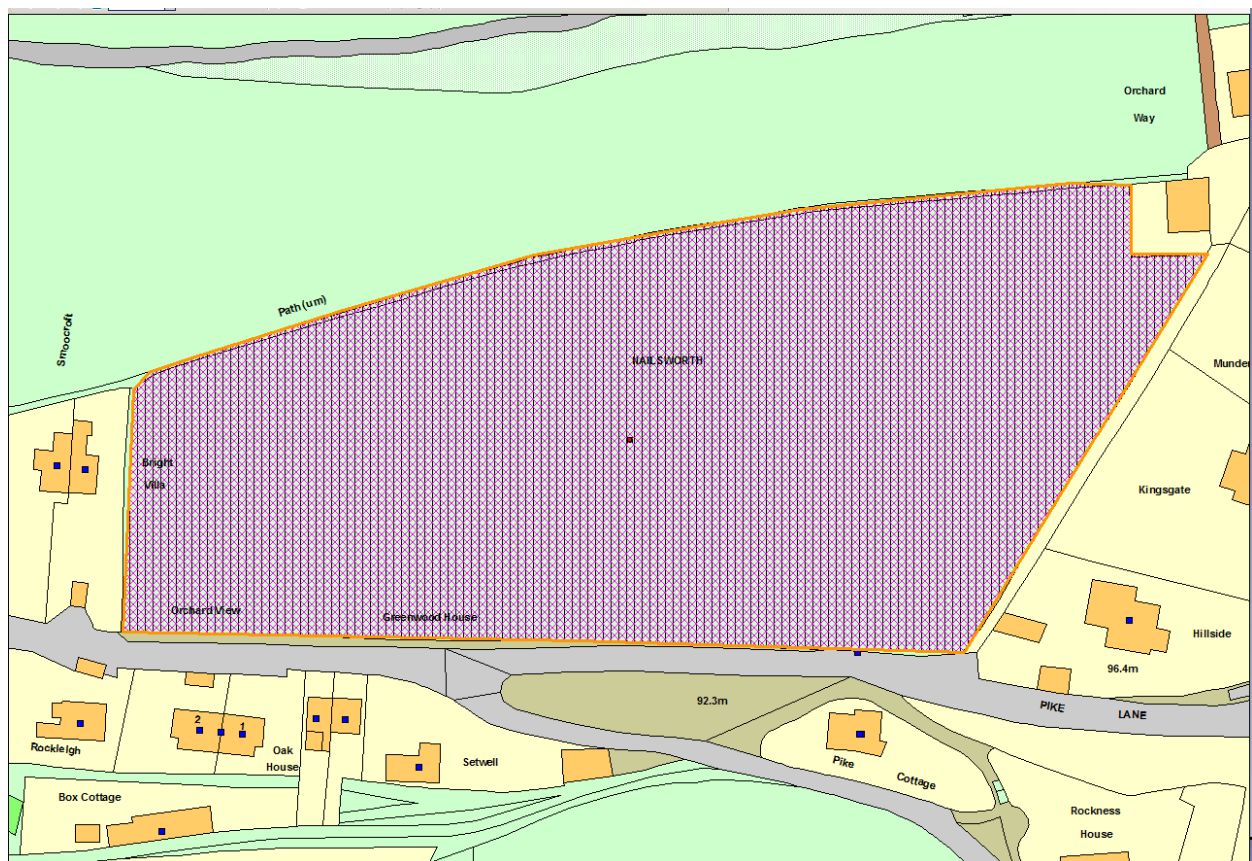 Orchard
Way
Path (um)
Smoocroft
NAILSWORTH
Munder
Bright
Villa
Kingsgate
Orchard View
Greenwood House
Hillside
96.4m
92.3m
PIKE LANE
2
1
Rockleigh
Oak
House
Setwell
Pike
Cottage
Box Cottage
Rockness
House